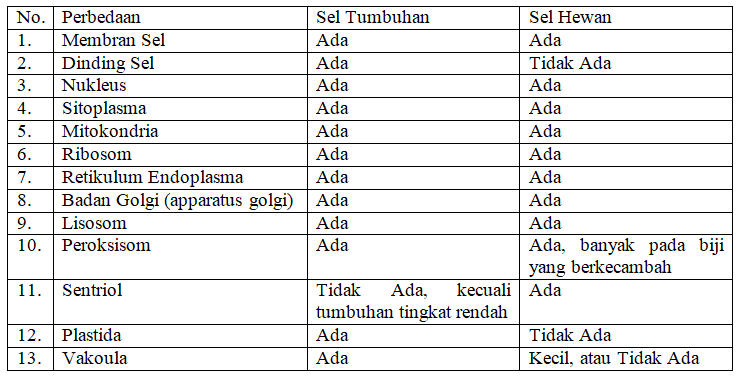 No. Perbedaan Sel Tumbuhan Sel Hewan
1. Membran Sel Ada Ada
2. Dinding Sel Ada Tidak Ada
3. Nukleus Ada Ada
4. Sitoplasma Ada Ada
5. Mitokondria Ada Ada
6. Ribosom Ada Ada
7. Retikulum Endoplasma Ada Ada
8. Badan Golgi (apparatus golgi) Ada Ada
9. Lisosom Ada Ada
10. Peroksisom Ada Ada, banyak pada biji
yang berkecambah
11. Sentriol Tidak Ada, kecuali Ada
tumbuhan tingkat rendah
12. Plastida Ada Tidak Ada
13. Vakoula Ada Kecil, atau Tidak Ada